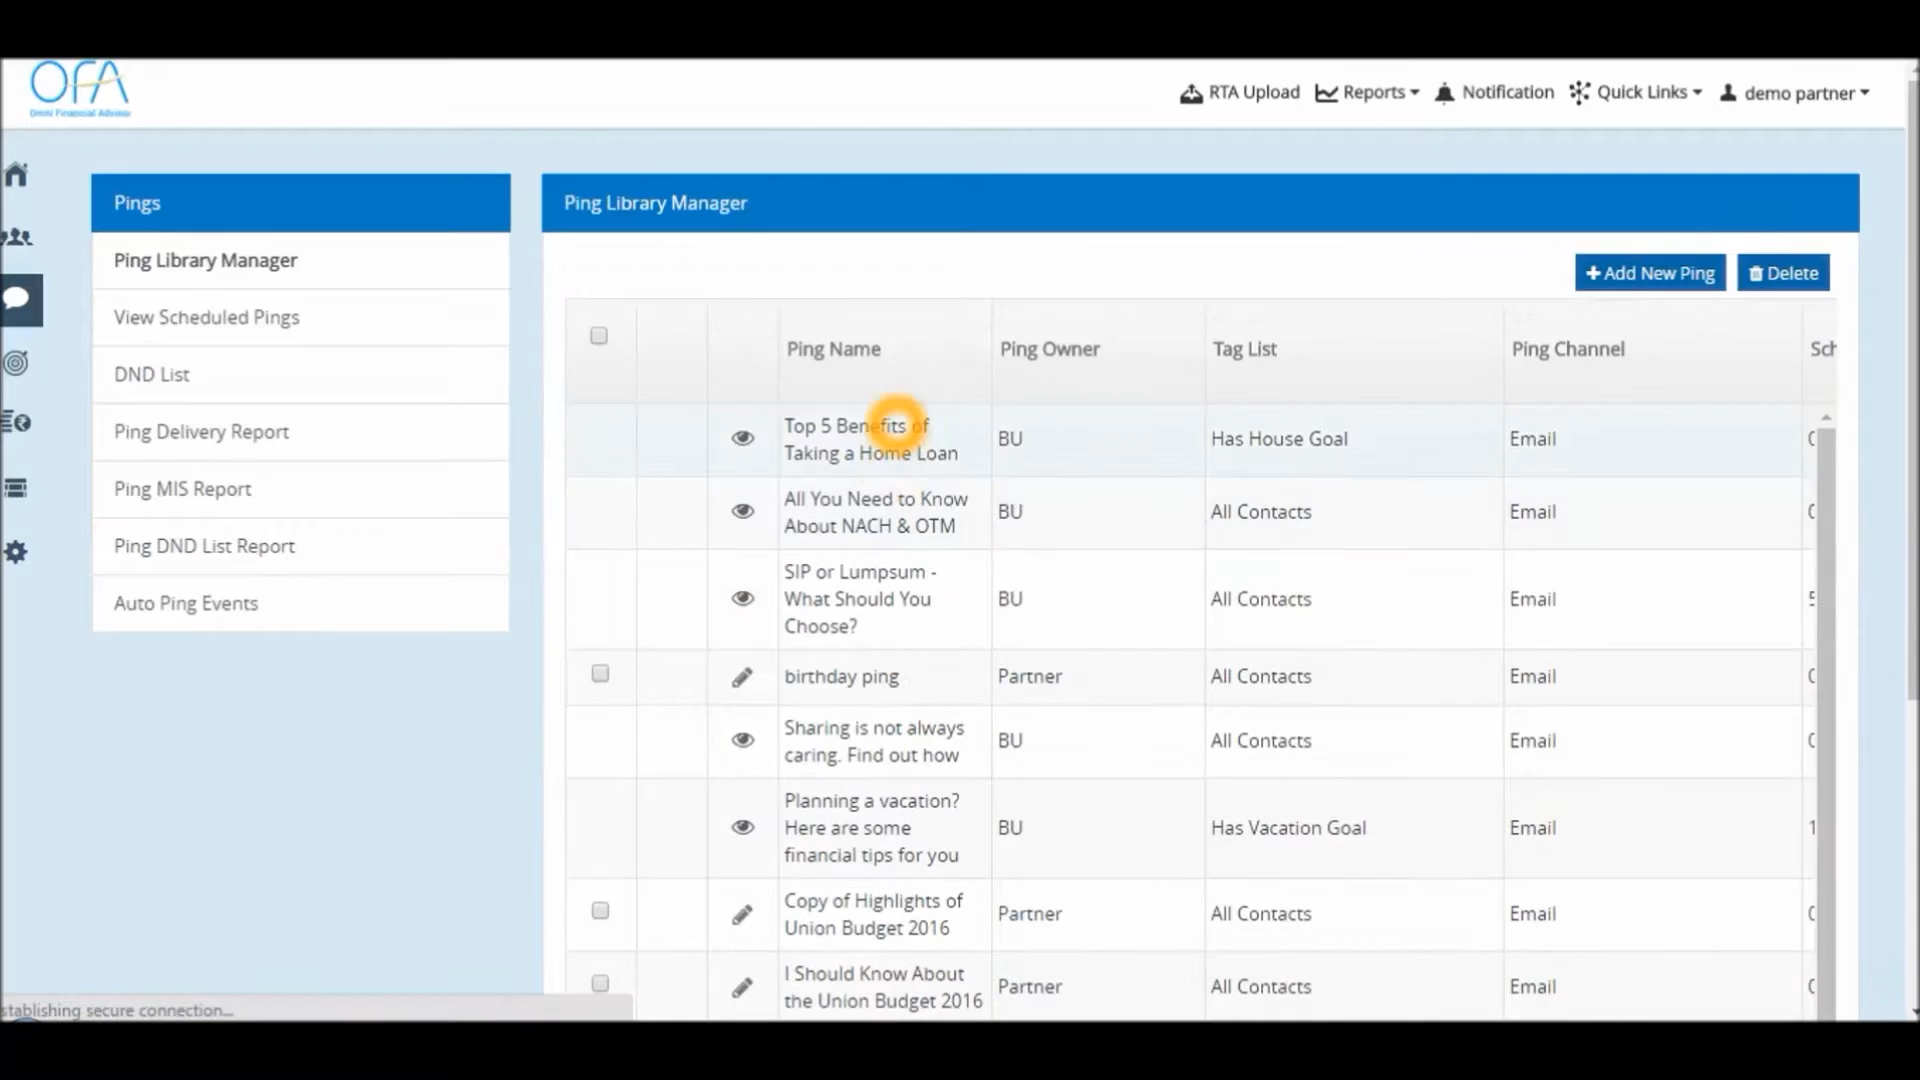 OFA
Omni Financial Advisor
RTA Upload
Reports
Notification
Quick Links
demo partner
Pings
Ping Library Manager
View Scheduled Pings
DND List
Ping Delivery Report
Ping MIS Report
Ping DND List Report
Auto Ping Events
Ping Library Manager
Add New Ping
Delete
Ping Name
Ping Owner
Tag List
Ping Channel
Sch
Top 5 Benefits of
Taking a Home Loan
BU
Has House Goal
Email
All You Need to Know
About NACH & OTM
BU
All Contacts
Email
SIP or Lumpsum -
What Should You
Choose?
BU
All Contacts
Email
5
birthday ping
Partner
All Contacts
Email
Sharing is not always
caring. Find out how
BU
All Contacts
Email
Planning a vacation?
Here are some
financial tips for you
BU
Has Vacation Goal
Email
1
Copy of Highlights of
Union Budget 2016
Partner
All Contacts
Email
I Should Know About
the Union Budget 2016
Partner
All Contacts
Email
stablishing secure connection...